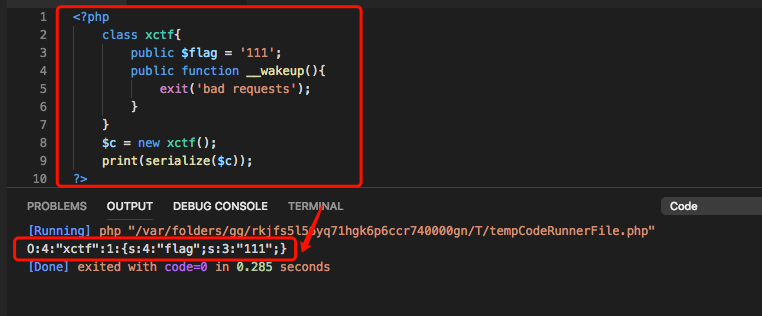 1 <?php
2 class xctf{
3 public $flag = '111';
4 public function __wakeup(){
5 exit('bad requests');
6 }
7 }
8 $c = new xctf();
9 print(serialize($c));
10 ?>
PROBLEMS OUTPUT DEBUG CONSOLE TERMINAL Code
[Running] php "/var/folders/gg/rkjfs5l5 yq71hgk6p6ccr740000gn/T/tempCodeRunnerFile.php"
O:4:"xctf":1:{s:4:"flag";s:3:"111";}
[Done] exited with code=0 in 0.285 seconds